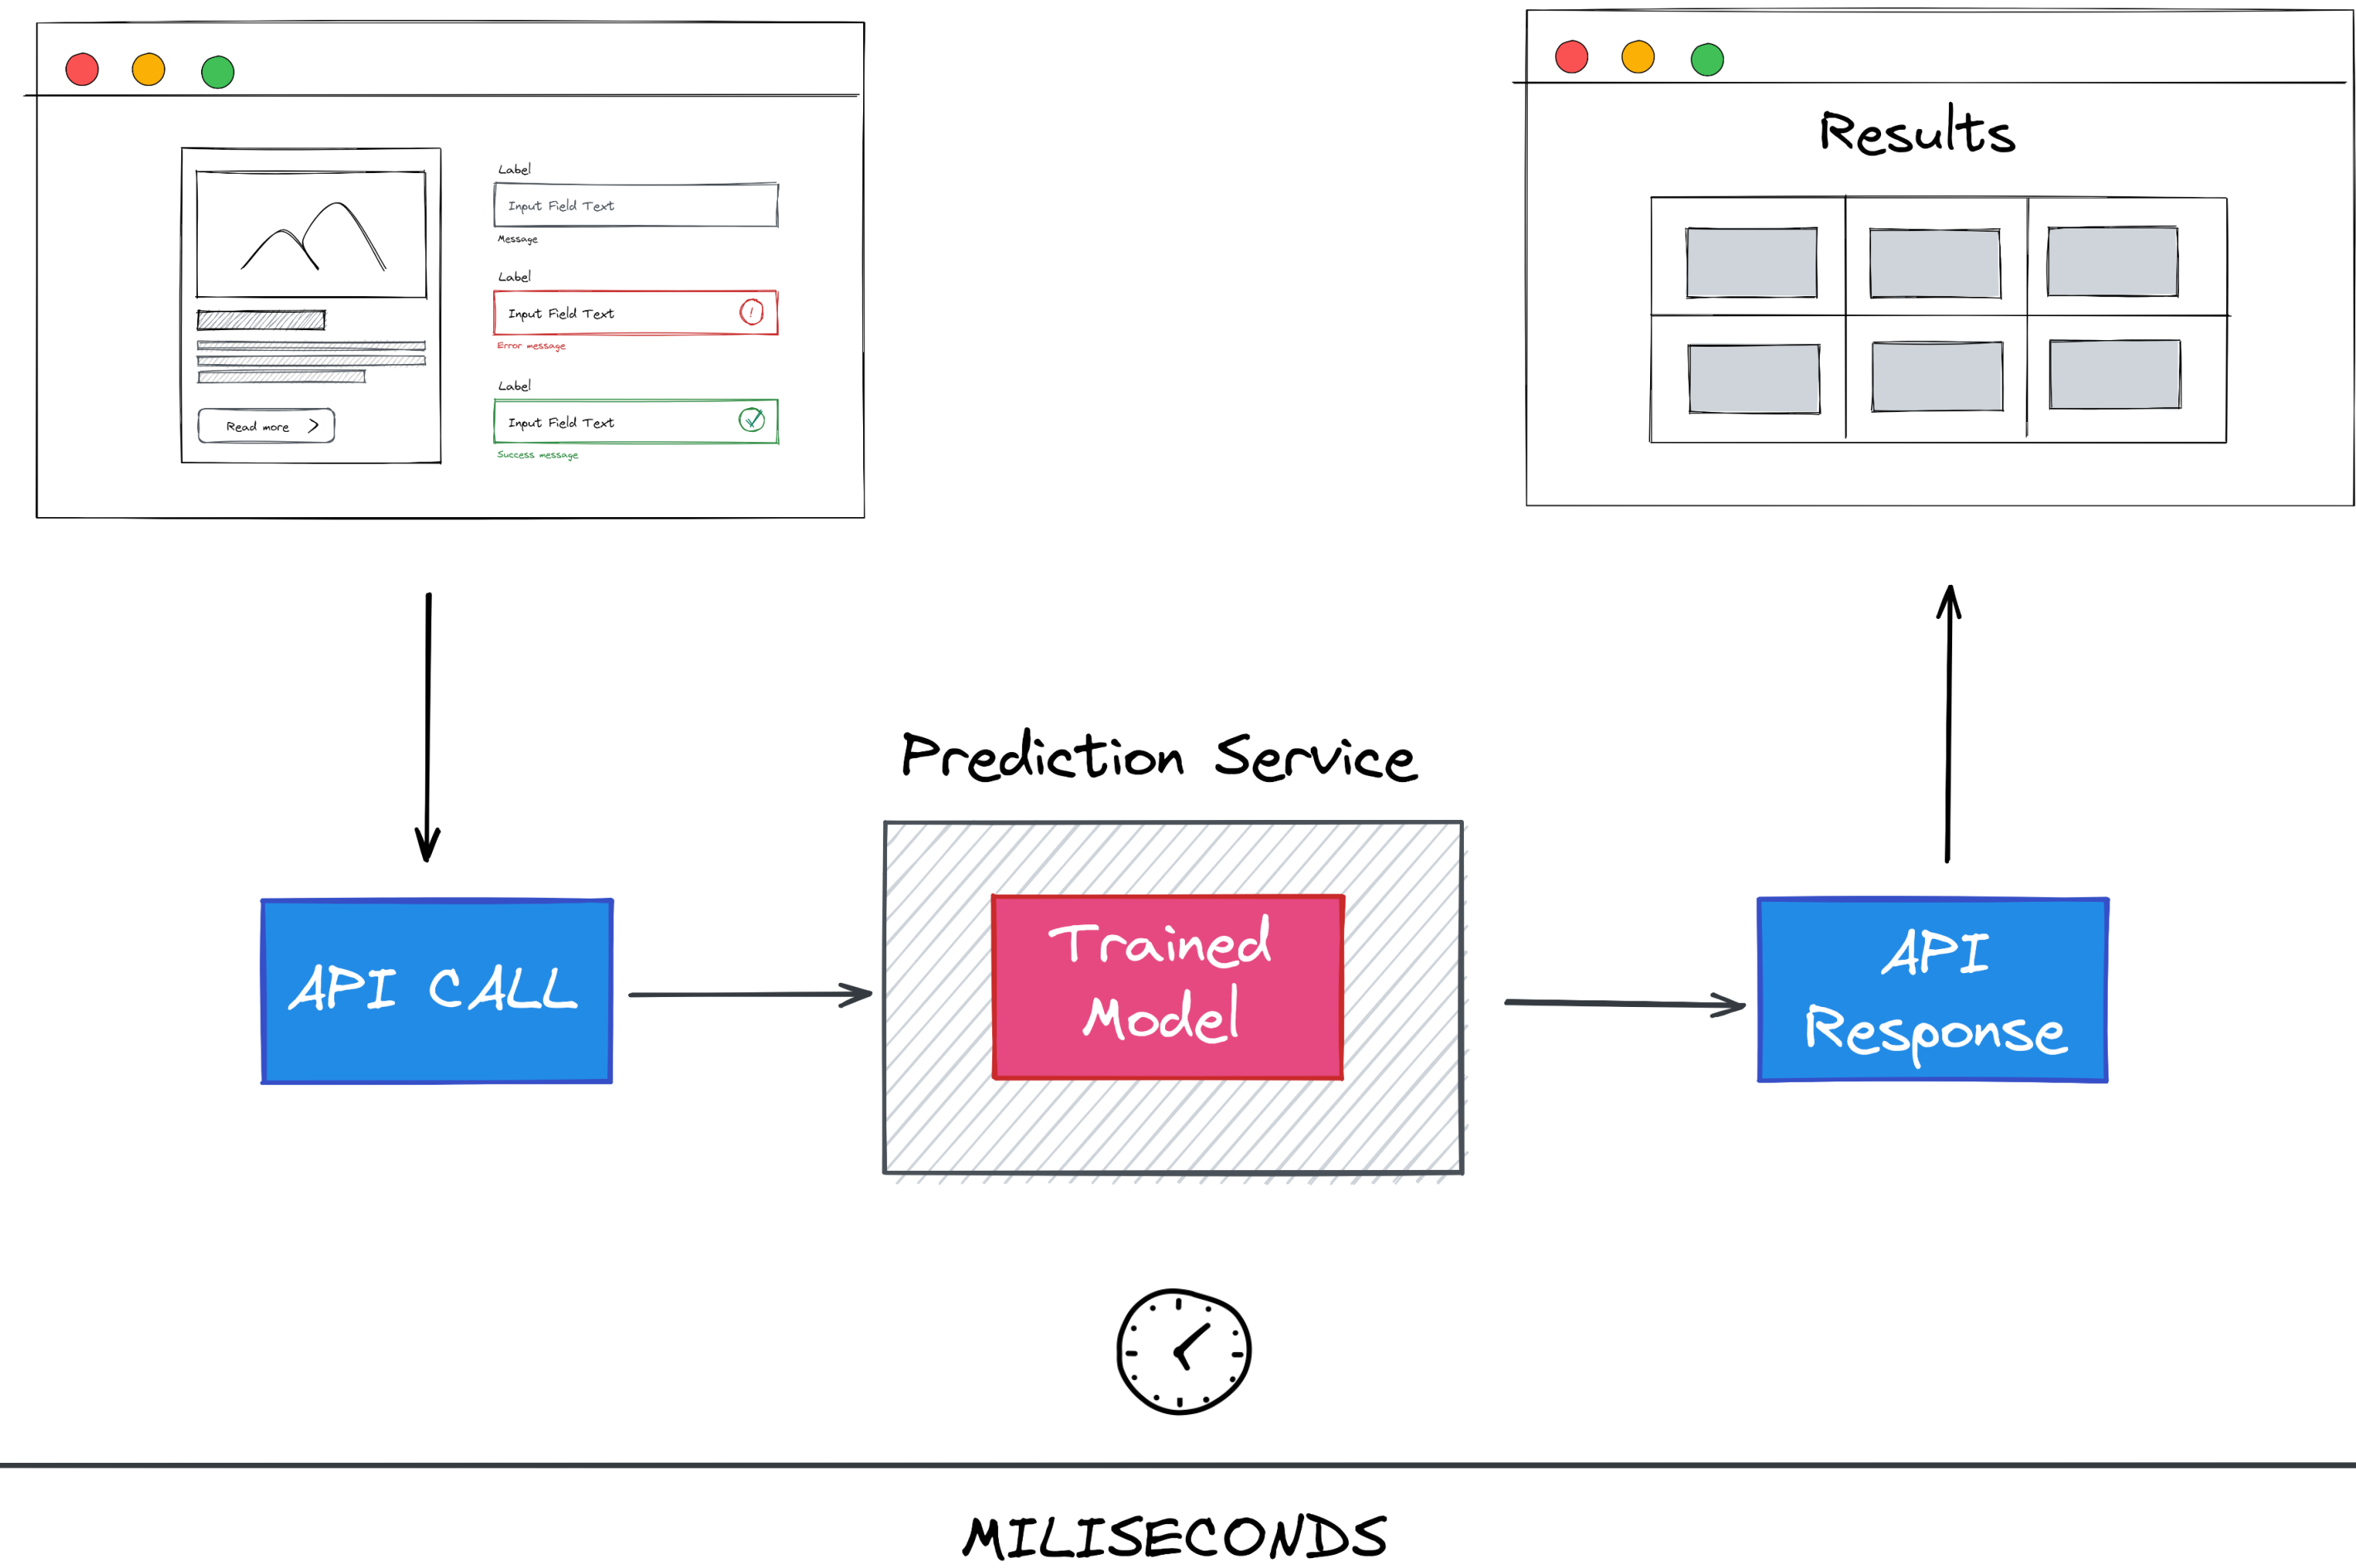 Label
Input Field Text
Message
Label
Input Field Text
!
Error message
Label
Input Field Text
Success message
Read more
Results
Prediction Service
API CALL
Trained
Model
API
Response
MILISECONDS